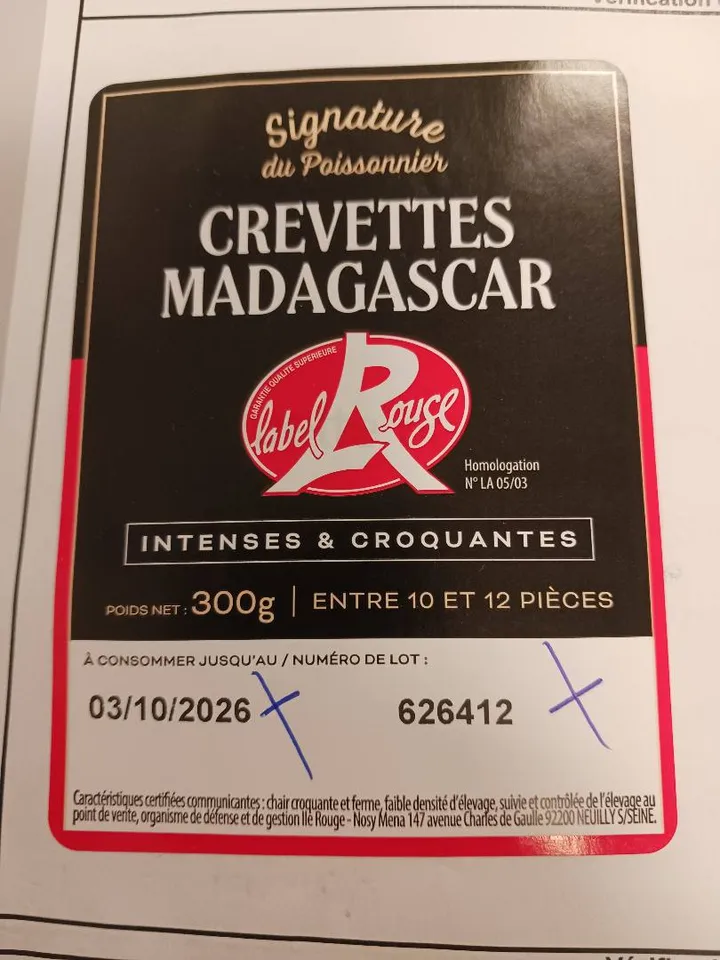 Signature
du Poissonnier
CREVETTES
MADAGASCAR
GARANTIE QUALITÉ SUPERIEURE
label Rouge
Homologation
N° LA 05/03
INTENSES & CROQUANTES
POIDS NET : 300g | ENTRE 10 ET 12 PIÈCES
À CONSOMMER JUSQU'AU / NUMÉRO DE LOT :
03/10/2026 626412
Caractéristiques certifiées communicantes : chair croquante et ferme, faible densité d'élevage, suivie et contrôlée de l'élevage au
point de vente, organisme de défense et de gestion Ile Rouge - Nosy Mena 147 avenue Charles de Gaulle 92200 NEUILLY S/SEINE.